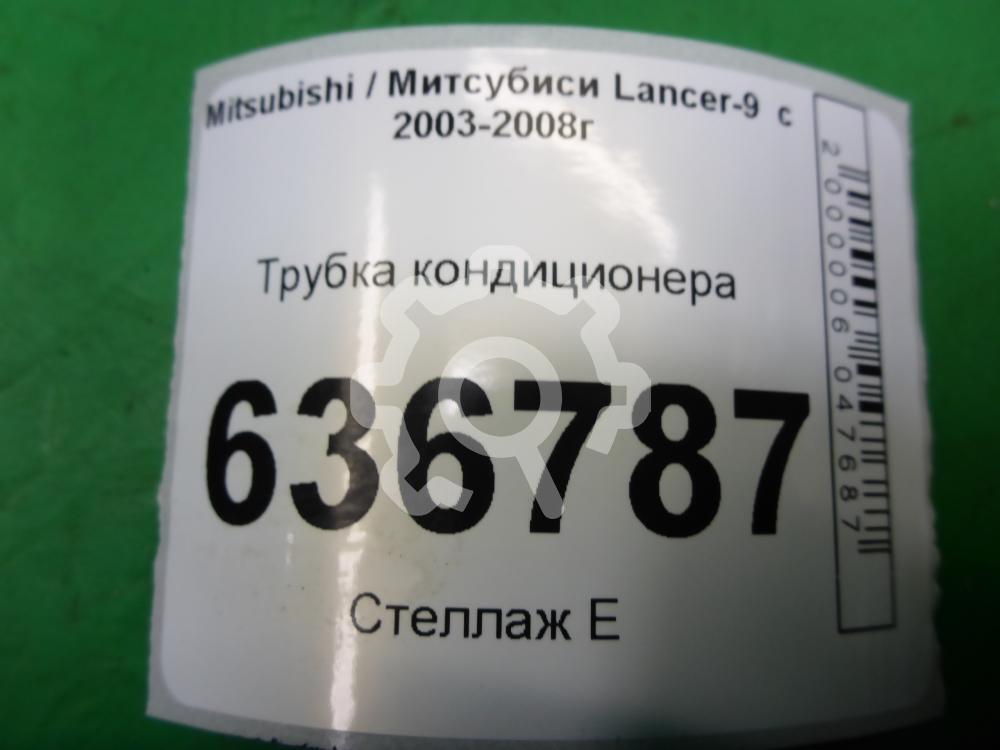 Mitsubishi / Митсубиси Lancer-9 с
2003-2008г
Трубка кондиционера
636787
Стеллаж Е
2000006047687